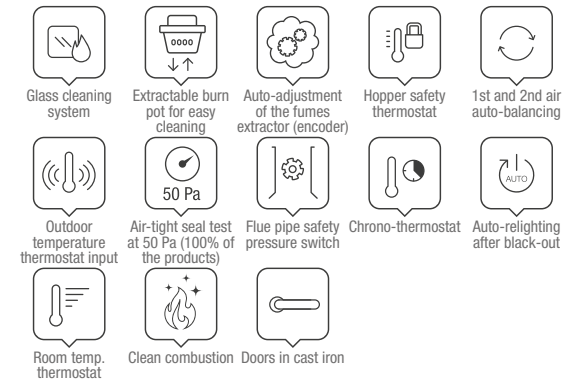 Glass cleaning
system
Extractable burn
pot for easy
cleaning
Auto-adjustment
of the fumes
extractor (encoder)
Hopper safety
thermostat
1st and 2nd air
auto-balancing
50 Pa
AUTO
Outdoor
temperature
thermostat input
Air-tight seal test
at 50 Pa (100% of
the products)
Flue pipe safety
pressure switch
Chrono-thermostat
Auto-relighting
after black-out
Room temp.
thermostat
Clean combustion
Doors in cast iron